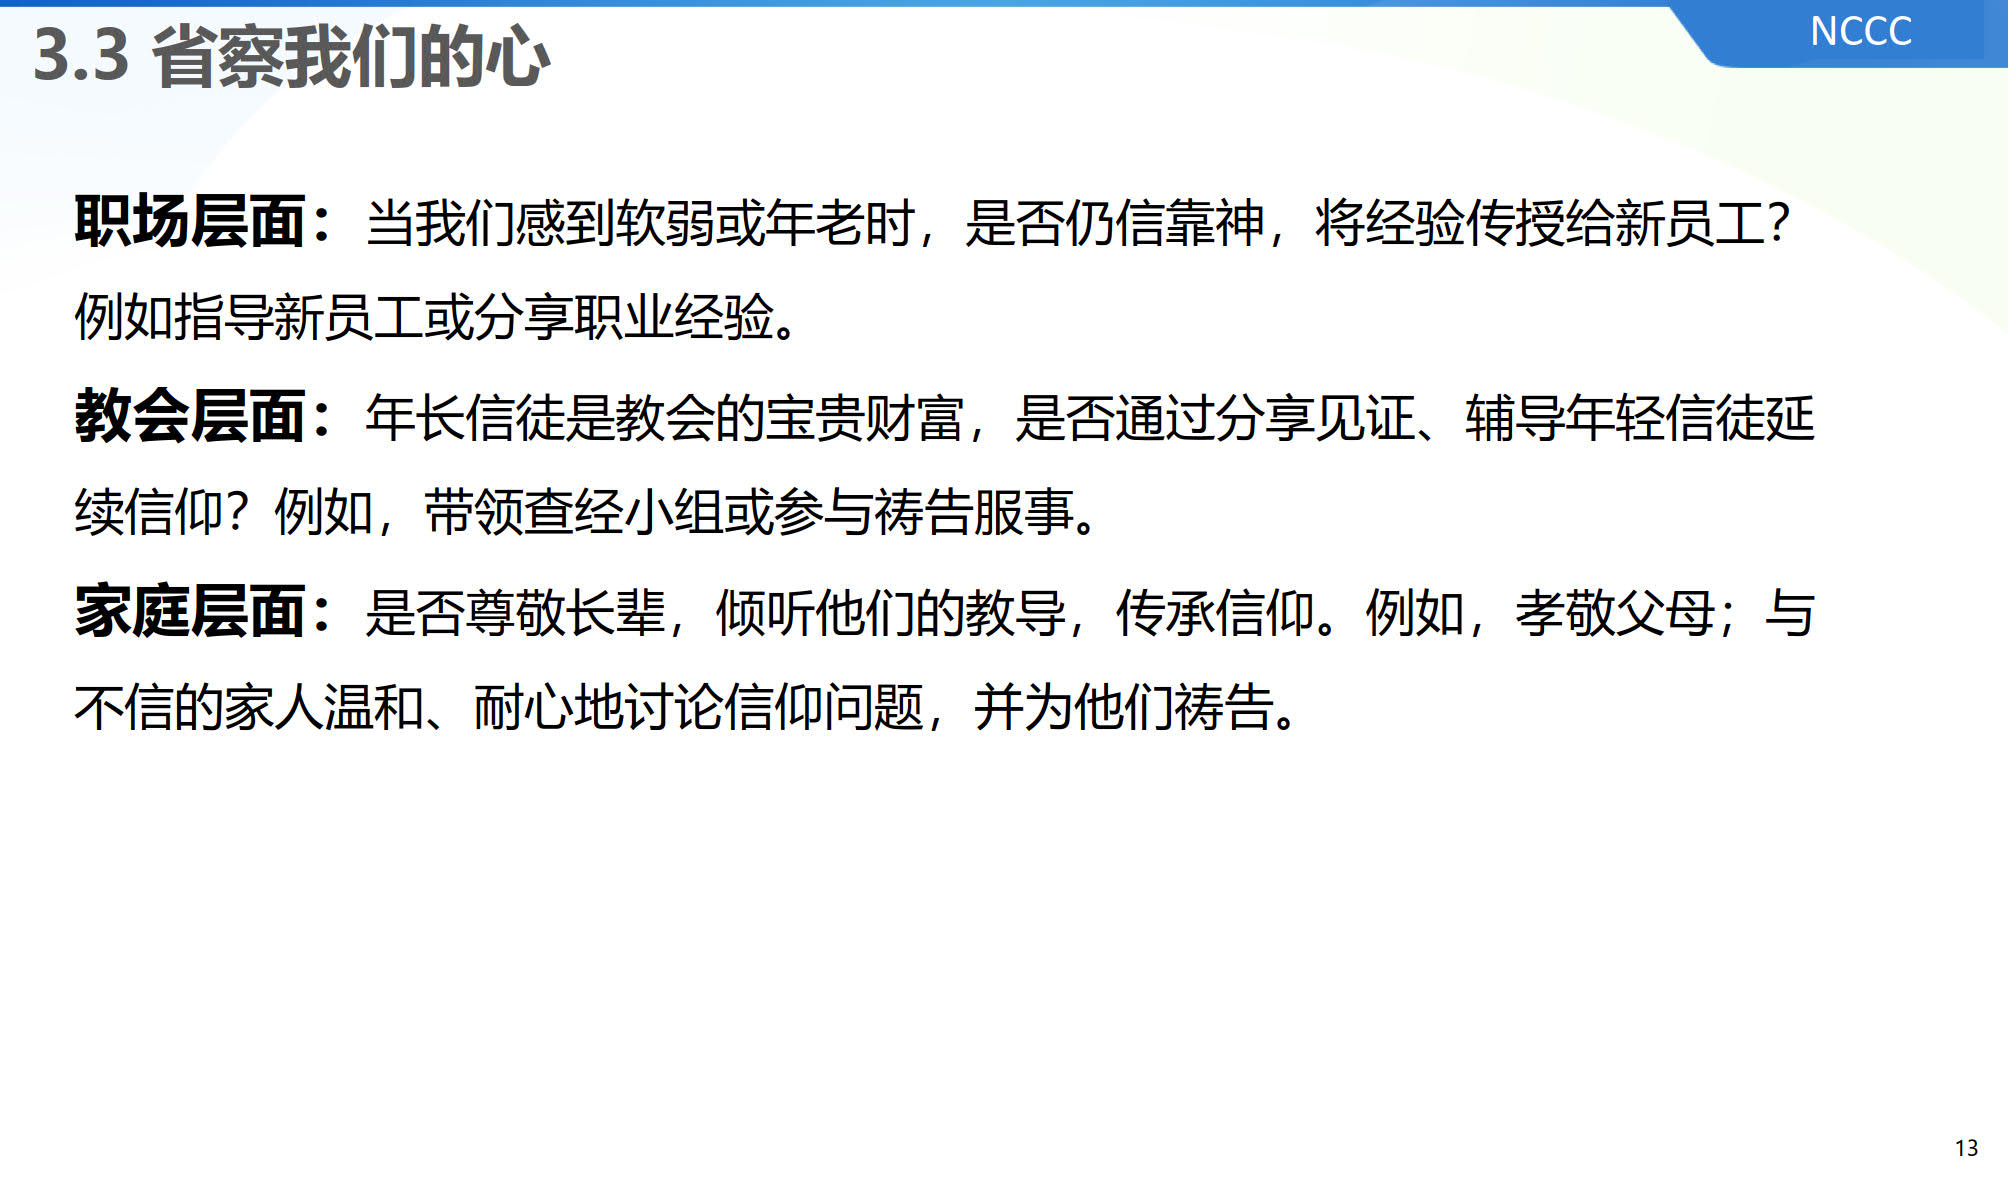 NCCC
3.3 省察我们的心
职场层面：当我们感到软弱或年老时，是否仍信靠神，将经验传授给新员工？
例如指导新员工或分享职业经验。
教会层面：年长信徒是教会的宝贵财富，是否通过分享见证、辅导年轻信徒延
续信仰？例如，带领查经小组或参与祷告服事。
家庭层面：是否尊敬长辈，倾听他们的教导，传承信仰。例如，孝敬父母；与
不信的家人温和、耐心地讨论信仰问题，并为他们祷告。
13